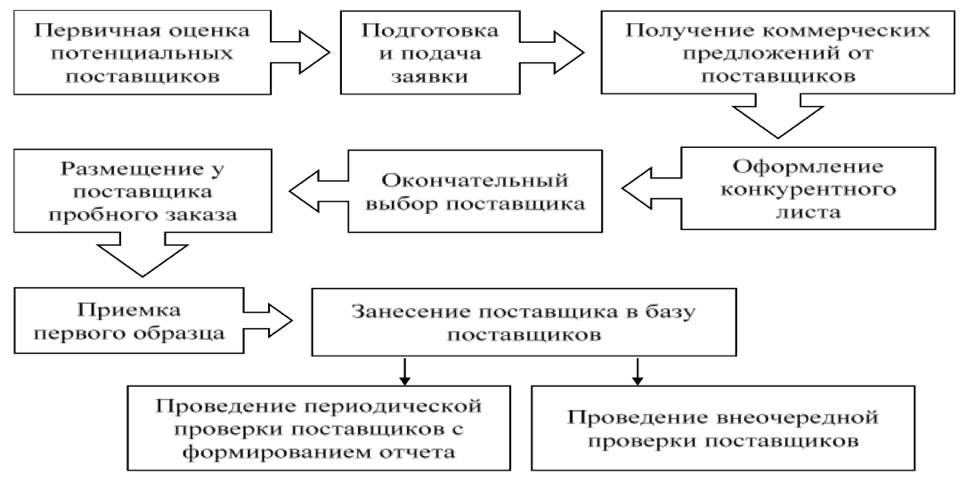 Первичная оценка
потенциальных
поставщиков
Подготовка
и подача
заявки
Получение коммерческих
предложений от
поставщиков
Оформление
конкурентного
листа
Окончательный
выбор поставщика
Размещение у
поставщика
пробного заказа
Приемка
первого образца
Занесение поставщика в базу
поставщиков
Проведение периодической
проверки поставщиков с
формированием отчета
Проведение внеочередной
проверки поставщиков